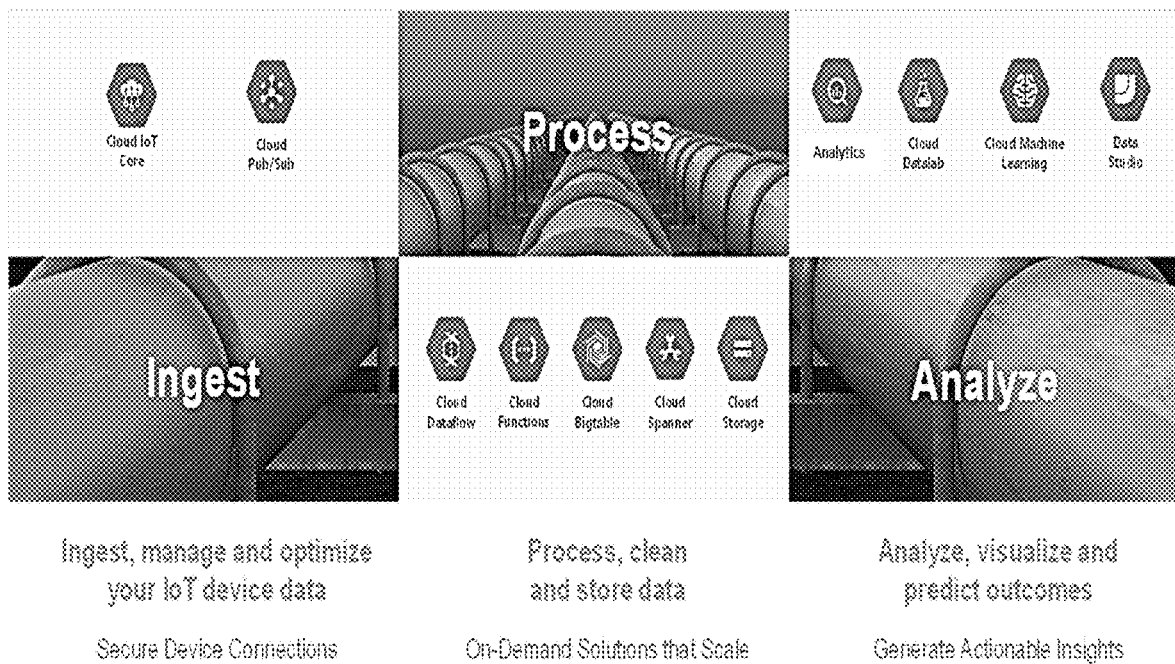 Cloud IoT
Core
Cloud
Pub/Sub
Ingest
Ingest, manage and optimize
your IoT device data
Secure Device Connections
Process
Cloud
Dataflow
Cloud
Functions
Cloud
Bigtable
Cloud
Spanner
Cloud
Storage
Process, clean
and store data
On-Demand Solutions that Scale
Analytics
Cloud
Datalab
Cloud Machine
Learning
Data
Studio
Analyze
Analyze, visualize and
predict outcomes
Generate Actionable Insights